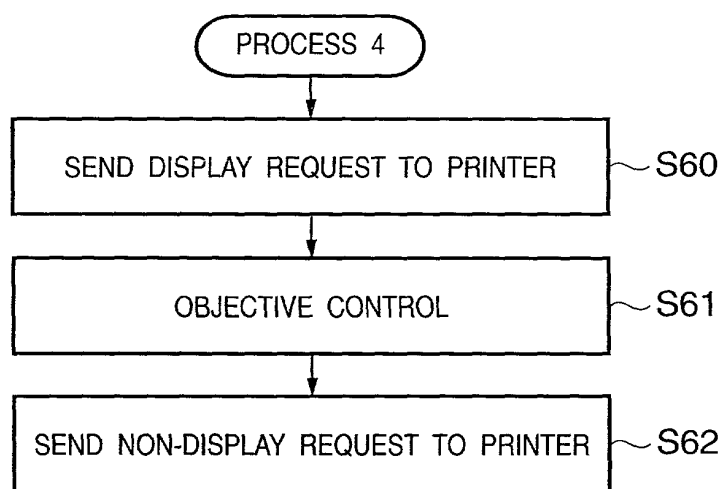 PROCESS 4
SEND DISPLAY REQUEST TO PRINTER
S60
OBJECTIVE CONTROL
S61
SEND NON-DISPLAY REQUEST TO PRINTER
S62